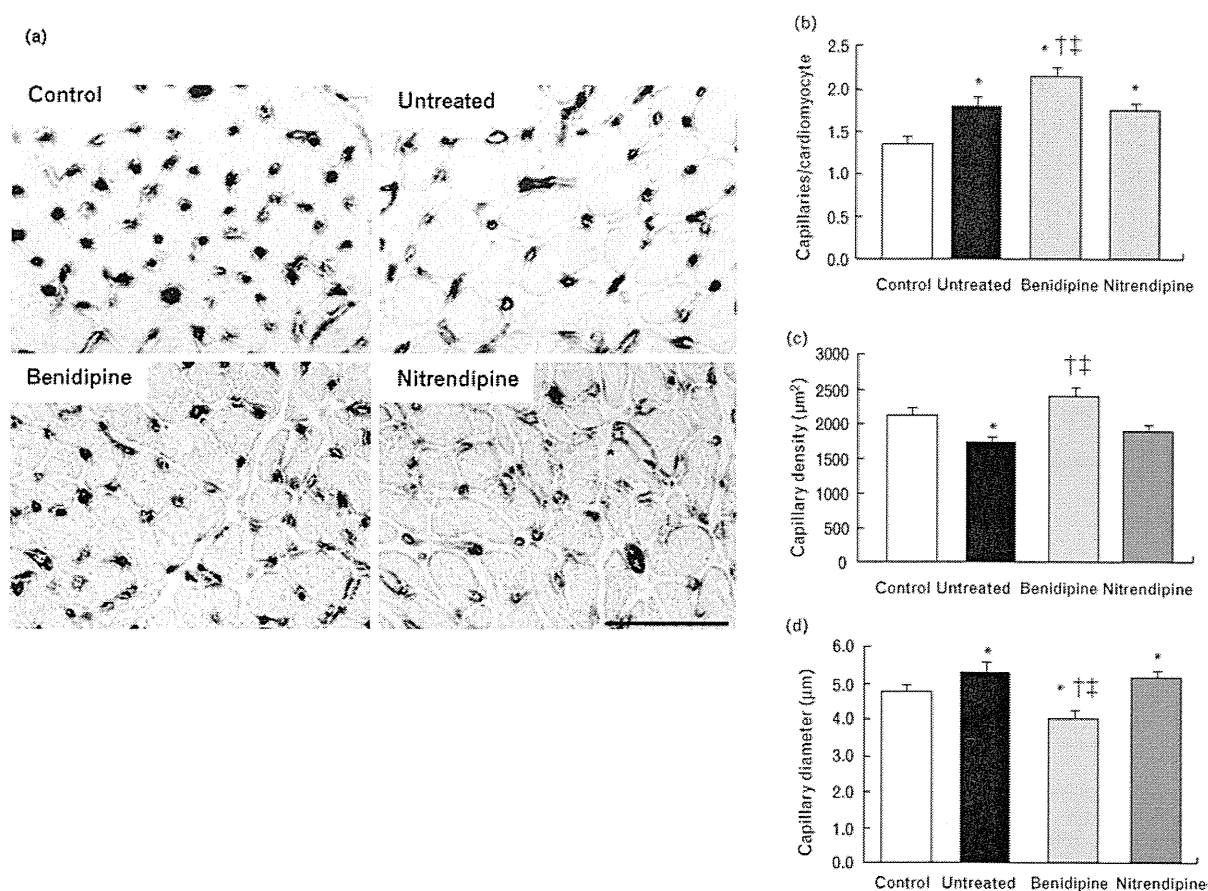 (a)
Control
Untreated
Benidipine
Nitrendipine
(b)
* †‡
*
*
Capillaries/cardiomyocyte
2.5
2.0
1.5
1.0
0.5
0.0
Control Untreated Benidipine Nitrendipine
(c)
†‡
*
Capillary density (µm²)
3000
2500
2000
1500
1000
500
0
Control Untreated Benidipine Nitrendipine
(d)
*
* †‡
*
Capillary diameter (µm)
6.0
5.0
4.0
3.0
2.0
1.0
0.0
Control Untreated Benidipine Nitrendipine